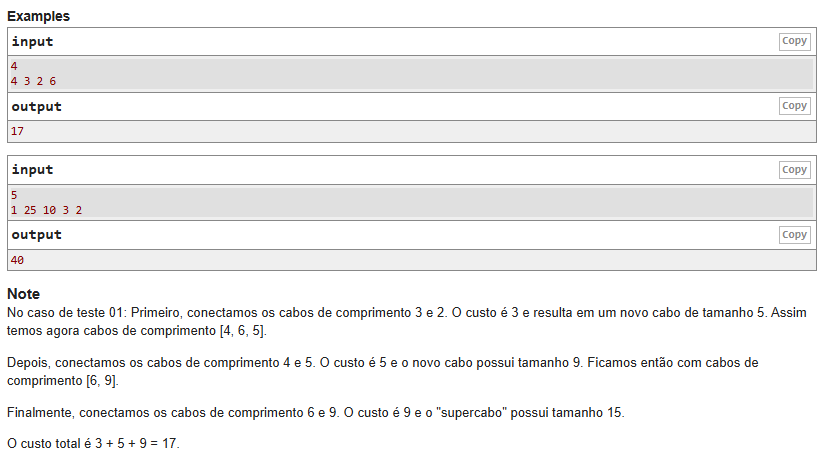 Examples
input
Copy
4
4 3 2 6
output
Copy
17
input
Copy
5
1 25 10 3 2
output
Copy
40
Note
No caso de teste 01: Primeiro, conectamos os cabos de comprimento 3 e 2. O custo é 3 e resulta em um novo cabo de tamanho 5. Assim
temos agora cabos de comprimento [4, 6, 5].
Depois, conectamos os cabos de comprimento 4 e 5. O custo é 5 e o novo cabo possui tamanho 9. Ficamos então com cabos de
comprimento [6, 9].
Finalmente, conectamos os cabos de comprimento 6 e 9. O custo é 9 e o "supercabo" possui tamanho 15.
O custo total é 3 + 5 + 9 = 17.